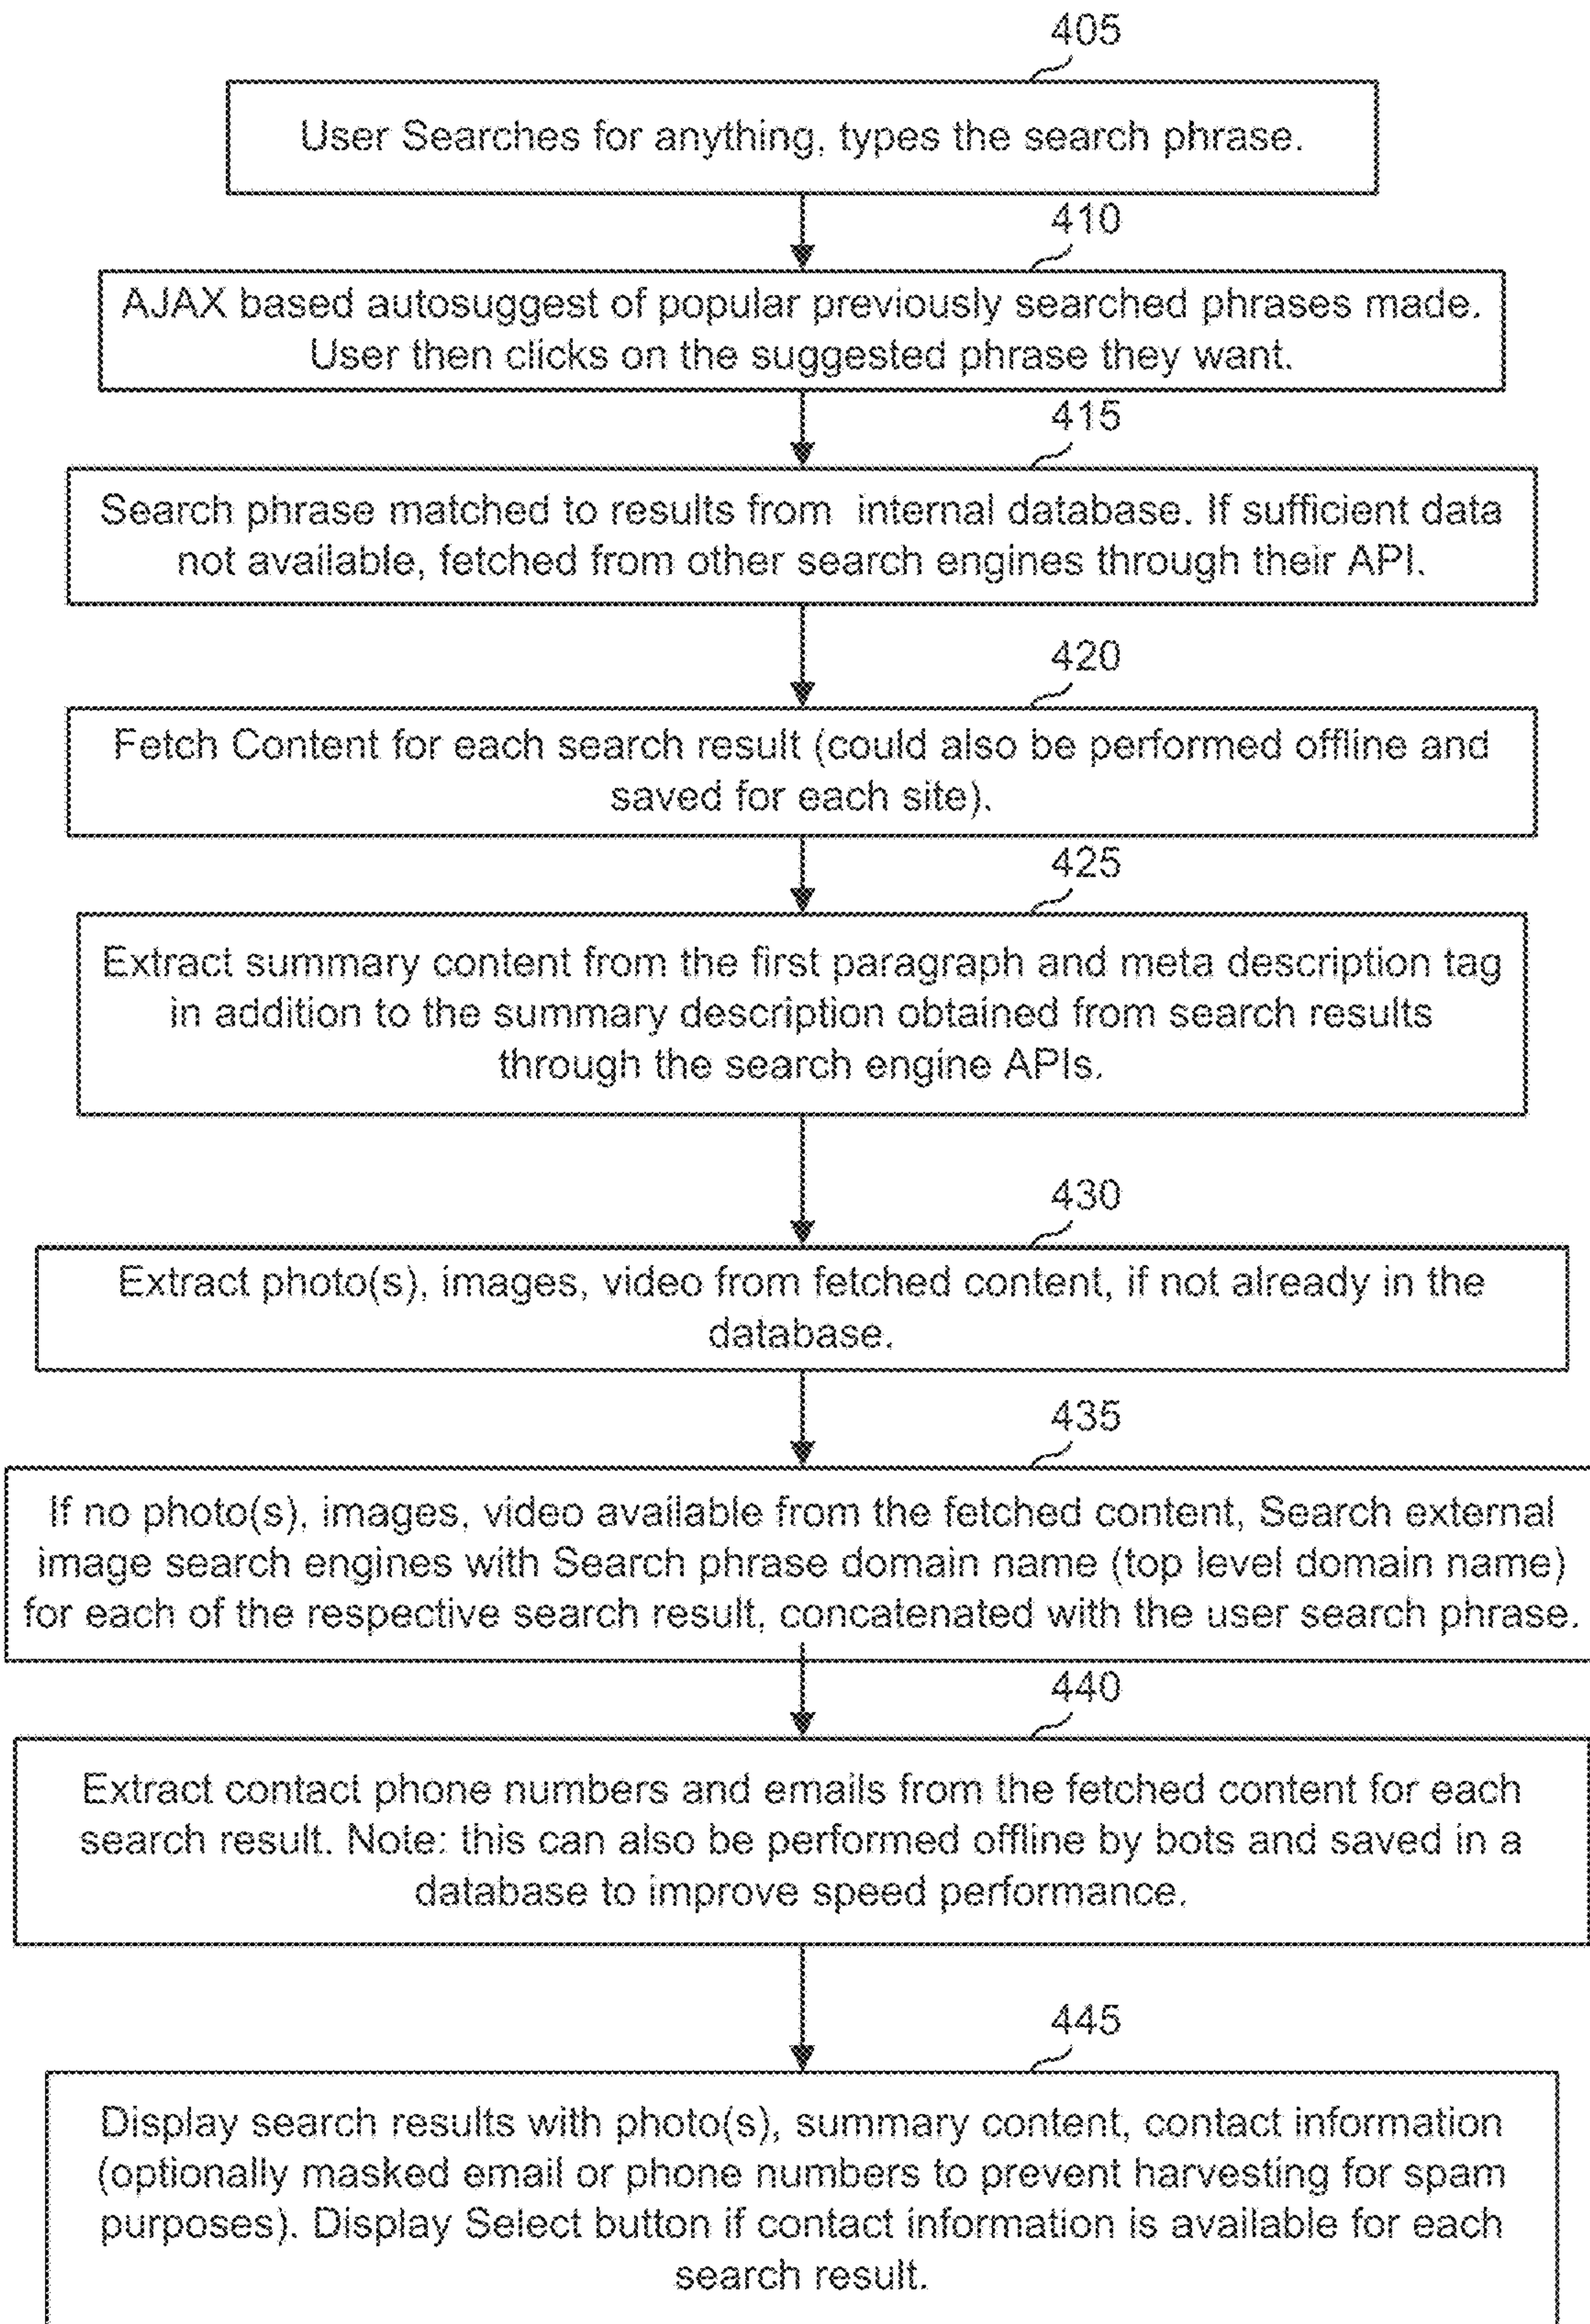 405
User Searches for anything, types the search phrase.
410
AJAX based autosuggest of popular previously searched phrases made.
User then clicks on the suggested phrase they want.
415
Search phrase matched to results from internal database. If sufficient data
not available, fetched from other search engines through their API.
420
Fetch Content for each search result (could also be performed offline and
saved for each site).
425
Extract summary content from the first paragraph and meta description tag
in addition to the summary description obtained from search results
through the search engine APIs.
430
Extract photo(s), images, video from fetched content, if not already in the
database.
435
If no photo(s), images, video available from the fetched content, Search external
image search engines with Search phrase domain name (top level domain name)
for each of the respective search result, concatenated with the user search phrase.
440
Extract contact phone numbers and emails from the fetched content for each
search result. Note: this can also be performed offline by bots and saved in a
database to improve speed performance.
445
Display search results with photo(s), summary content, contact information
(optionally masked email or phone numbers to prevent harvesting for spam
purposes). Display Select button if contact information is available for each
search result.